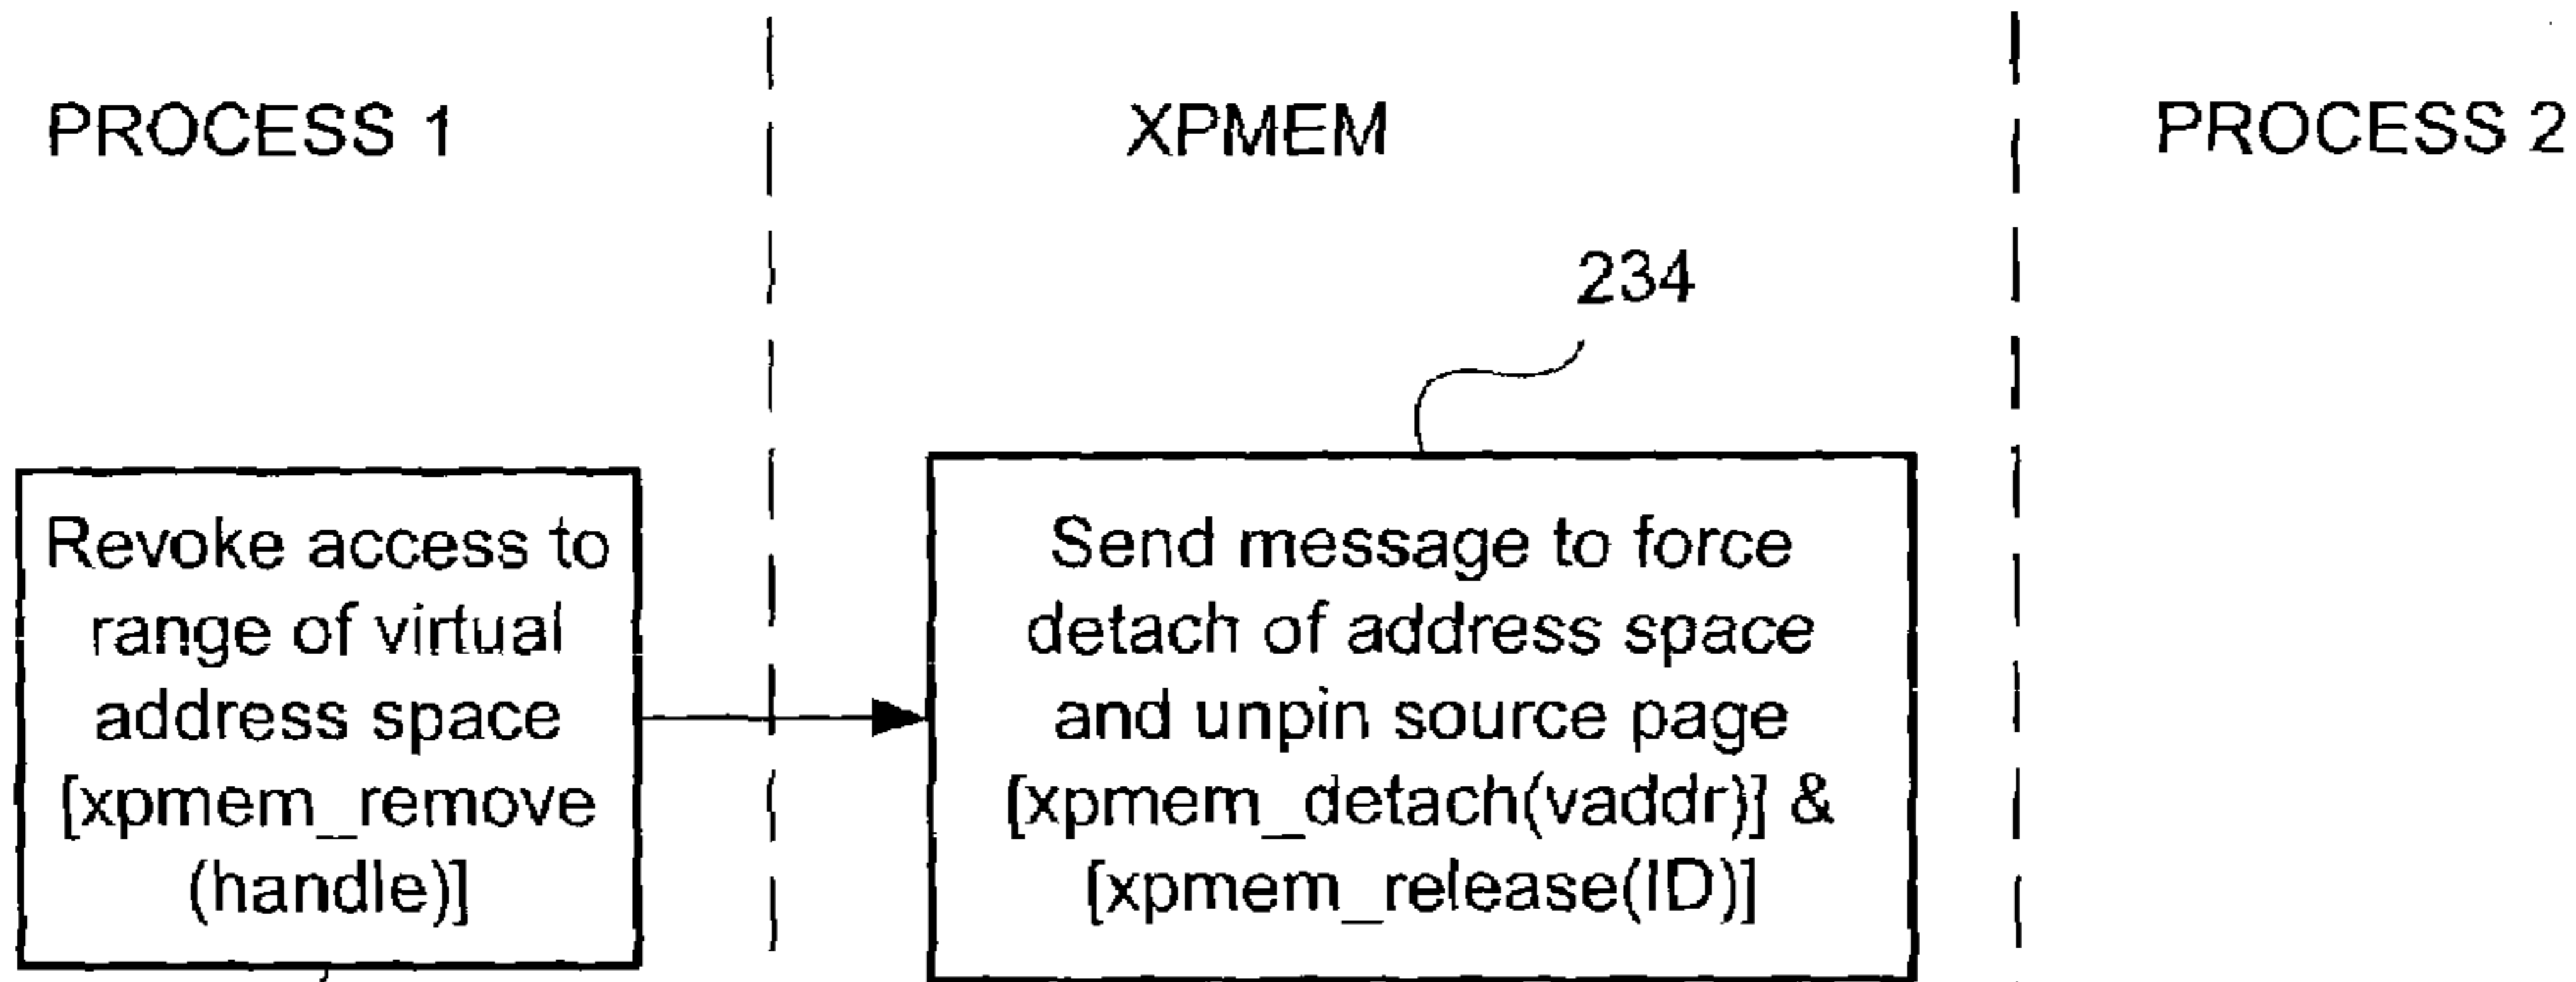 PROCESS 1
XPMEM
PROCESS 2
234
Revoke access to
range of virtual
address space
[xpmem_remove
(handle)]
Send message to force
detach of address space
and unpin source page
[xpmem_detach(vaddr)] &
[xpmem_release(ID)]